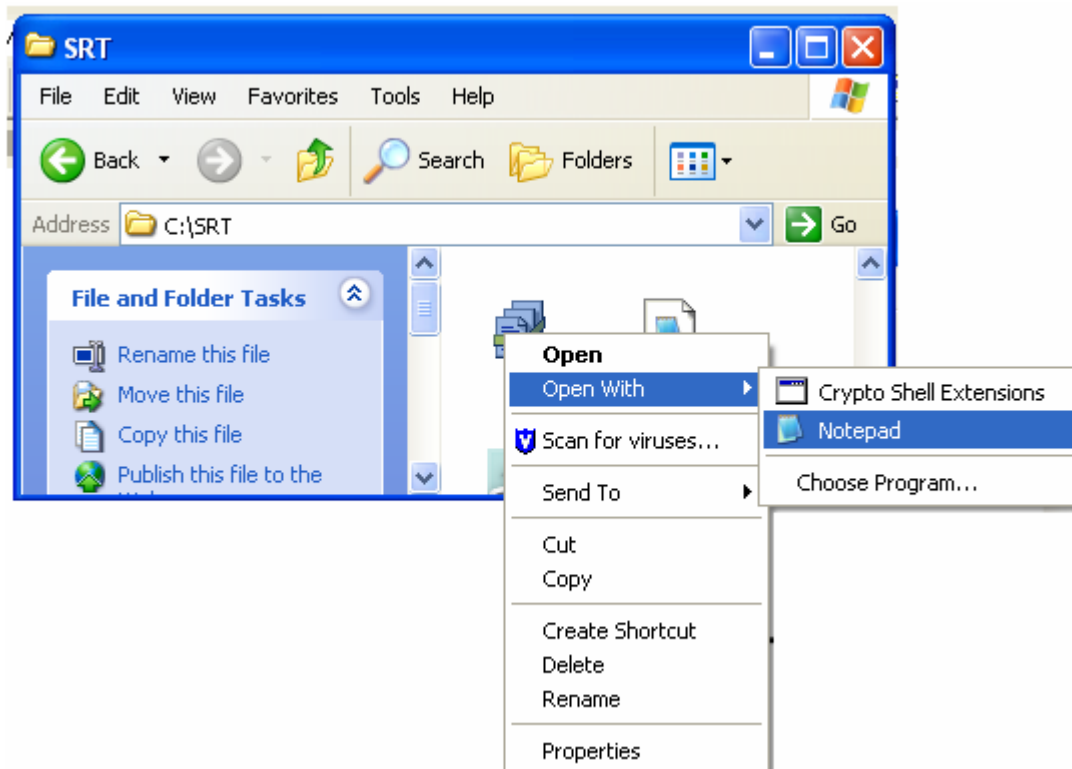 SRT
File Edit View Favorites Tools Help
Back Search Folders
Address C:\SRT Go
File and Folder Tasks
Rename this file
Move this file
Copy this file
Publish this file to the
Open
Open With
Scan for viruses...
Send To
Cut
Copy
Create Shortcut
Delete
Rename
Properties
Crypto Shell Extensions
Notepad
Choose Program...